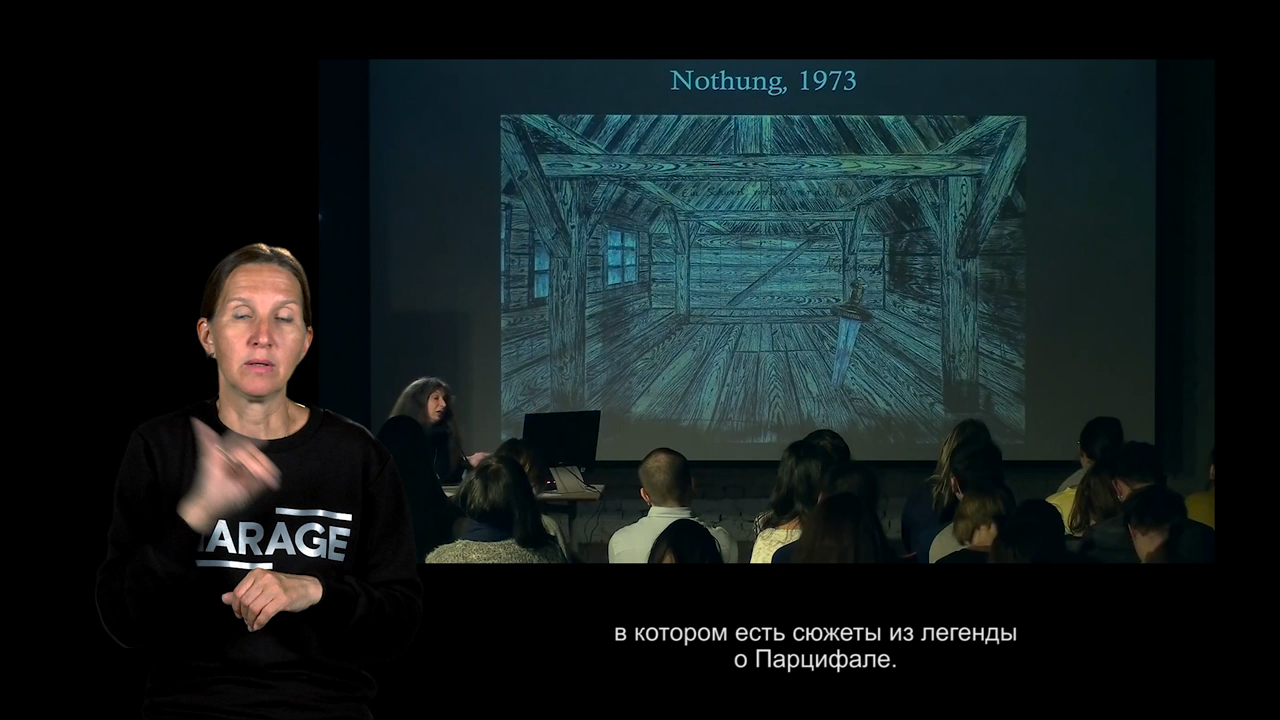 Nothung, 1973
ARAGE
в котором есть сюжеты из легенды
о Парцифале.